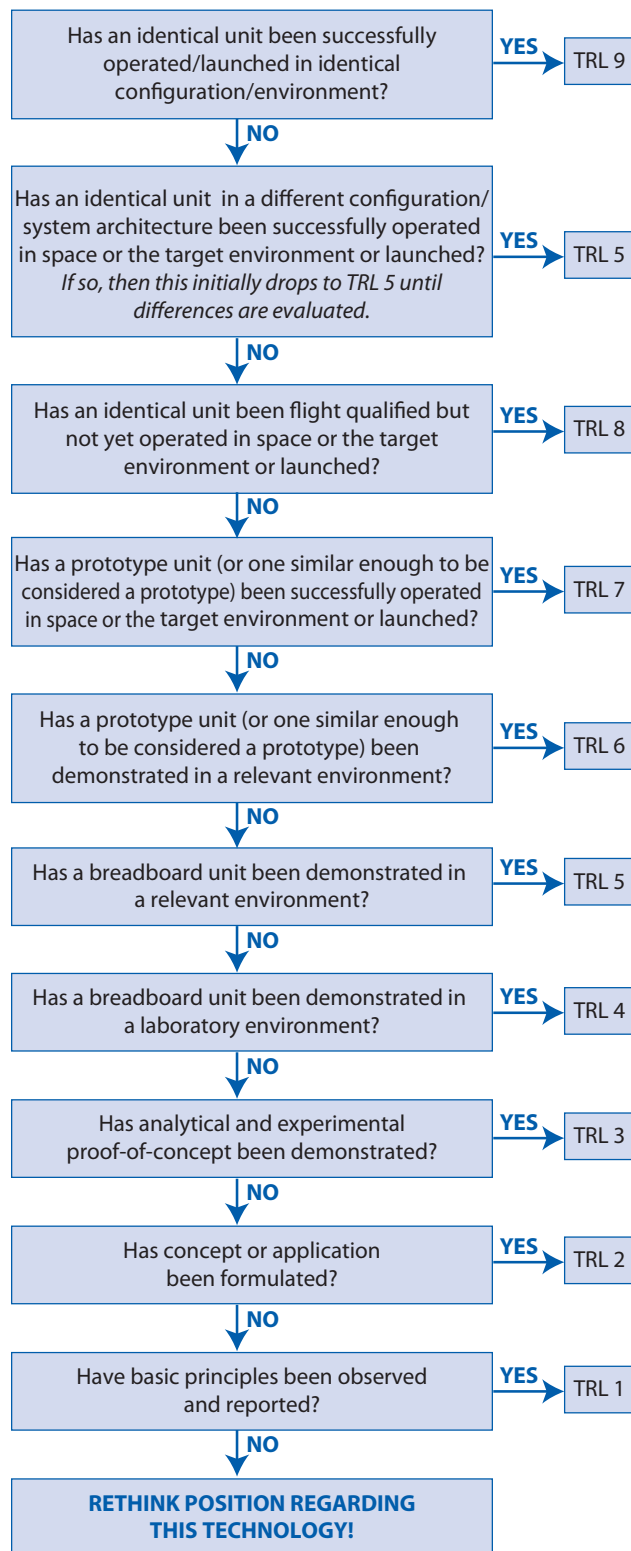 Has an identical unit been successfully
operated/launched in identical
configuration/environment?
YES
TRL 9
NO
Has an identical unit in a different configuration/
system architecture been successfully operated
in space or the target environment or launched?
If so, then this initially drops to TRL 5 until
differences are evaluated.
YES
TRL 5
NO
Has an identical unit been flight qualified but
not yet operated in space or the target
environment or launched?
YES
TRL 8
NO
Has a prototype unit (or one similar enough to be
considered a prototype) been successfully operated
in space or the target environment or launched?
YES
TRL 7
NO
Has a prototype unit (or one similar enough
to be considered a prototype) been
demonstrated in a relevant environment?
YES
TRL 6
NO
Has a breadboard unit been demonstrated in
a relevant environment?
YES
TRL 5
NO
Has a breadboard unit been demonstrated in
a laboratory environment?
YES
TRL 4
NO
Has analytical and experimental
proof-of-concept been demonstrated?
YES
TRL 3
NO
Has concept or application
been formulated?
YES
TRL 2
NO
Have basic principles been observed
and reported?
YES
TRL 1
NO
RETHINK POSITION REGARDING
THIS TECHNOLOGY!